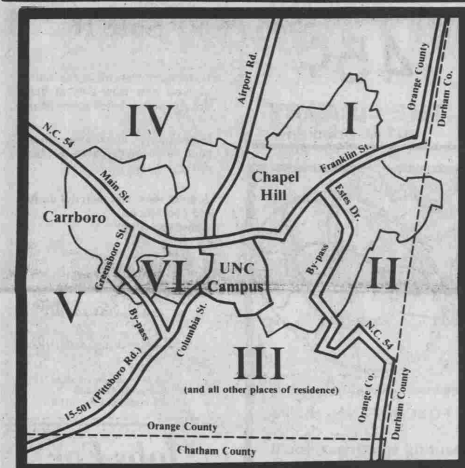 Airport Rd.
Orange County
Durham Co.
IV
I
N.C. 54
Main St.
Chapel
Hill
Franklin St.
Estes Dr.
Carrboro
Greensboro St.
VI
UNC
Campus
By-pass
II
V
By-pass
Columbia St.
III
(and all other places of residence)
N.C. 54
15-501 (Pittsboro Rd.)
Orange Co.
Durham County
Orange County
Chatham County